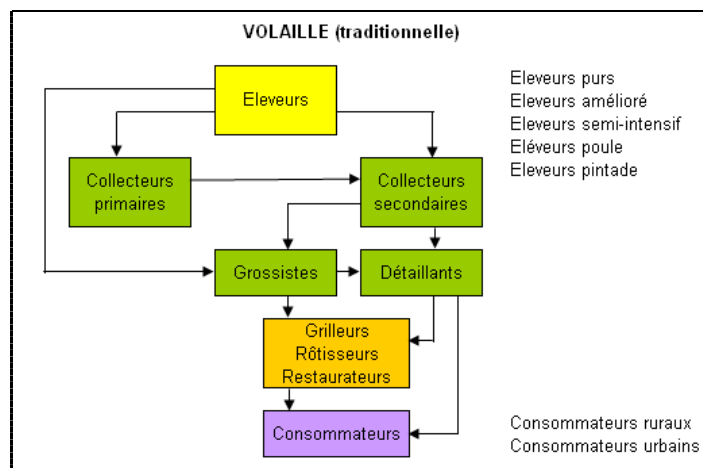 VOLAILLE (traditionnelle)
Eleveurs
Eleveurs purs
Eleveurs amélioré
Eleveurs semi-intensif
Eléveurs poule
Eleveurs pintade
Collecteurs
primaires
Collecteurs
secondaires
Grossistes
Détaillants
Grilleurs
Rôtisseurs
Restaurateurs
Consommateurs
Consommateurs ruraux
Consommateurs urbains